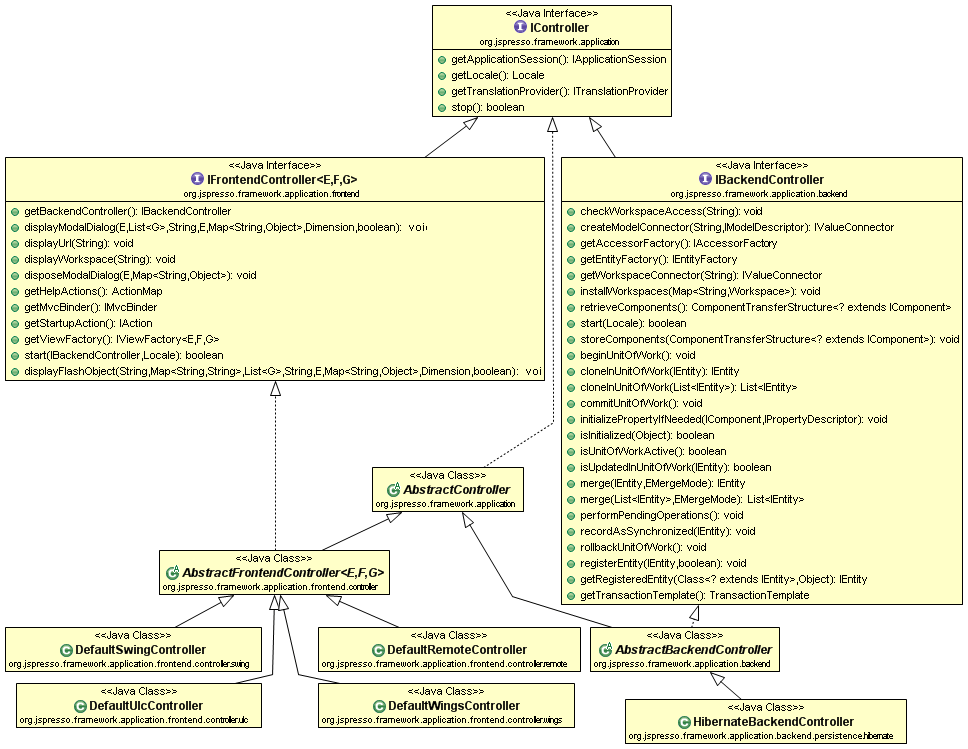 <<Java Interface>>
IController
org.jspresso.framework.application
getApplicationSession(): IApplicationSession
getLocale(): Locale
getTranslationProvider(): ITranslationProvider
stop(): boolean
<<Java Interface>>
IFrontendController<E,F,G>
org.jspresso.framework.application.frontend
getBackendController(): IBackendController
displayModalDialog(E,List<G>,String,E,Map<String,Object>,Dimension,boolean): voi
displayUrl(String): void
displayWorkspace(String): void
disposeModalDialog(E,Map<String,Object>): void
getHelpActions(): ActionMap
getMvcBinder(): IMvcBinder
getStartupAction(): IAction
getViewFactory(): IViewFactory<E,F,G>
start(IBackendController,Locale): boolean
displayFlashObject(String,Map<String,String>,List<G>,String,E,Map<String,Object>,Dimension,boolean): voi
<<Java Interface>>
IBackendController
org.jspresso.framework.application.backend
checkWorkspaceAccess(String): void
createModelConnector(String,IModelDescriptor): IValueConnector
getAccessorFactory(): IAccessorFactory
getEntityFactory(): IEntityFactory
getWorkspaceConnector(String): IValueConnector
installWorkspaces(Map<String,Workspace>): void
retrieveComponents(): ComponentTransferStructure<? extends IComponent>
start(Locale): boolean
storeComponents(ComponentTransferStructure<? extends IComponent>): void
beginUnitOfWork(): void
cloneInUnitOfWork(IEntity): IEntity
cloneInUnitOfWork(List<IEntity>): List<IEntity>
commitUnitOfWork(): void
initializePropertyIfNeeded(IComponent,IPropertyDescriptor): void
isInitialized(Object): boolean
isUnitOfWorkActive(): boolean
isUpdatedInUnitOfWork(IEntity): boolean
merge(IEntity,EMergeMode): IEntity
merge(List<IEntity>,EMergeMode): List<IEntity>
performPendingOperations(): void
recordAsSynchronized(IEntity): void
rollbackUnitOfWork(): void
registerEntity(IEntity,boolean): void
getRegisteredEntity(Class<? extends IEntity>,Object): IEntity
getTransactionTemplate(): TransactionTemplate
<<Java Class>>
AbstractController
org.jspresso.framework.application
<<Java Class>>
AbstractFrontendController<E,F,G>
org.jspresso.framework.application.frontend.controller
<<Java Class>>
DefaultSwingController
org.jspresso.framework.application.frontend.controller.swing
<<Java Class>>
DefaultRemoteController
org.jspresso.framework.application.frontend.controller.remote
<<Java Class>>
AbstractBackendController
org.jspresso.framework.application.backend
<<Java Class>>
DefaultUlcController
org.jspresso.framework.application.frontend.controller.ulc
<<Java Class>>
DefaultWingsController
org.jspresso.framework.application.frontend.controller.wings
<<Java Class>>
HibernateBackendController
org.jspresso.framework.application.backend.persistence.hibernate